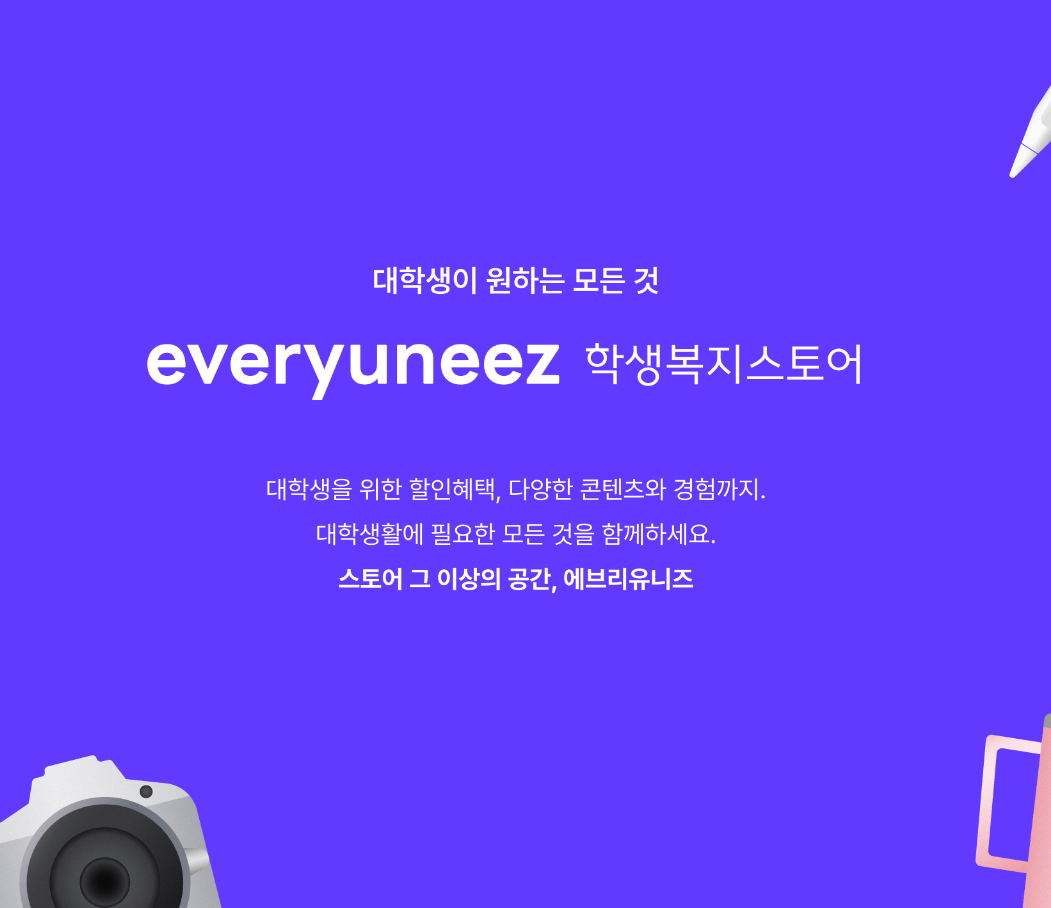 대학생이 원하는 모든 것
everyuneez 학생복지스토어
대학생을 위한 할인혜택, 다양한 콘텐츠와 경험까지.
대학생활에 필요한 모든 것을 함께하세요.
스토어 그 이상의 공간, 에브리유니즈